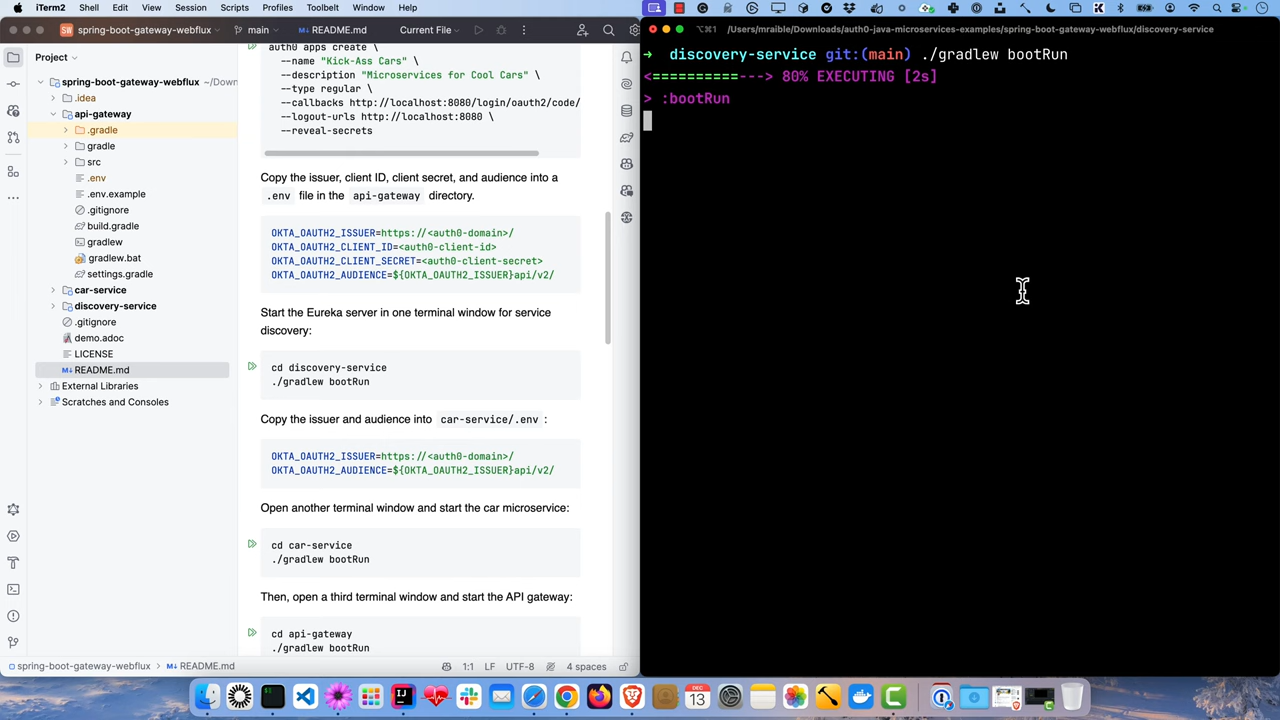 iTerm2 Shell Edit View Session Scripts Profiles Toolbelt Window Help
SW spring-boot-gateway-webflux main README.md Current File
⌥⌘1 /Users/mraible/Downloads/auth0-java-microservices-examples/spring-boot-gateway-webflux/discovery-service
Project
spring-boot-gateway-webflux ~/Down
.idea
api-gateway
.gradle
gradle
src
.env
.env.example
.gitignore
build.gradle
gradlew
gradlew.bat
settings.gradle
car-service
discovery-service
.gitignore
demo.adoc
LICENSE
README.md
External Libraries
Scratches and Consoles
auth0 apps create \
--name "Kick-Ass Cars" \
--description "Microservices for Cool Cars" \
--type regular \
--callbacks http://localhost:8080/login/oauth2/code/
--logout-urls http://localhost:8080 \
--reveal-secrets
Copy the issuer, client ID, client secret, and audience into a
.env file in the api-gateway directory.
OKTA_OAUTH2_ISSUER=https://<auth0-domain>/
OKTA_OAUTH2_CLIENT_ID=<auth0-client-id>
OKTA_OAUTH2_CLIENT_SECRET=<auth0-client-secret>
OKTA_OAUTH2_AUDIENCE=${OKTA_OAUTH2_ISSUER}api/v2/
Start the Eureka server in one terminal window for service
discovery:
cd discovery-service
./gradlew bootRun
Copy the issuer and audience into car-service/.env :
OKTA_OAUTH2_ISSUER=https://<auth0-domain>/
OKTA_OAUTH2_AUDIENCE=${OKTA_OAUTH2_ISSUER}api/v2/
Open another terminal window and start the car microservice:
cd car-service
./gradlew bootRun
Then, open a third terminal window and start the API gateway:
cd api-gateway
./gradlew bootRun
➜ discovery-service git:(main) ./gradlew bootRun
<==========---> 80% EXECUTING [2s]
> :bootRun
spring-boot-gateway-webflux > README.md 1:1 LF UTF-8 4 spaces
DEC
13